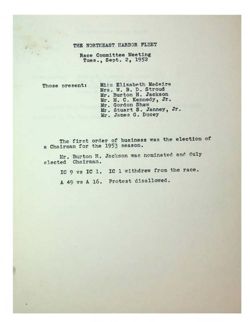 THE NORTHEAST HARBOR FLEET
Race Committee Meeting
Tues., Sept. 2, 1952
Those present: Miss Elizabeth Madeira
Mrs. W. B. D. Stroud
Mr. Burton H. Jackson
Mr. M. C. Kennedy, Jr.
Mr. Gordon Shaw
Mr. Stuart S. Janney, Jr.
Mr. James G. Ducey
The first order of business was the election of
a Chairman for the 1953 season.
Mr. Burton H. Jackson was nominated and duly
elected Chairman.
IC 9 vs IC 1. IC 1 withdrew from the race.
A 49 vs A 16. Protest disallowed.